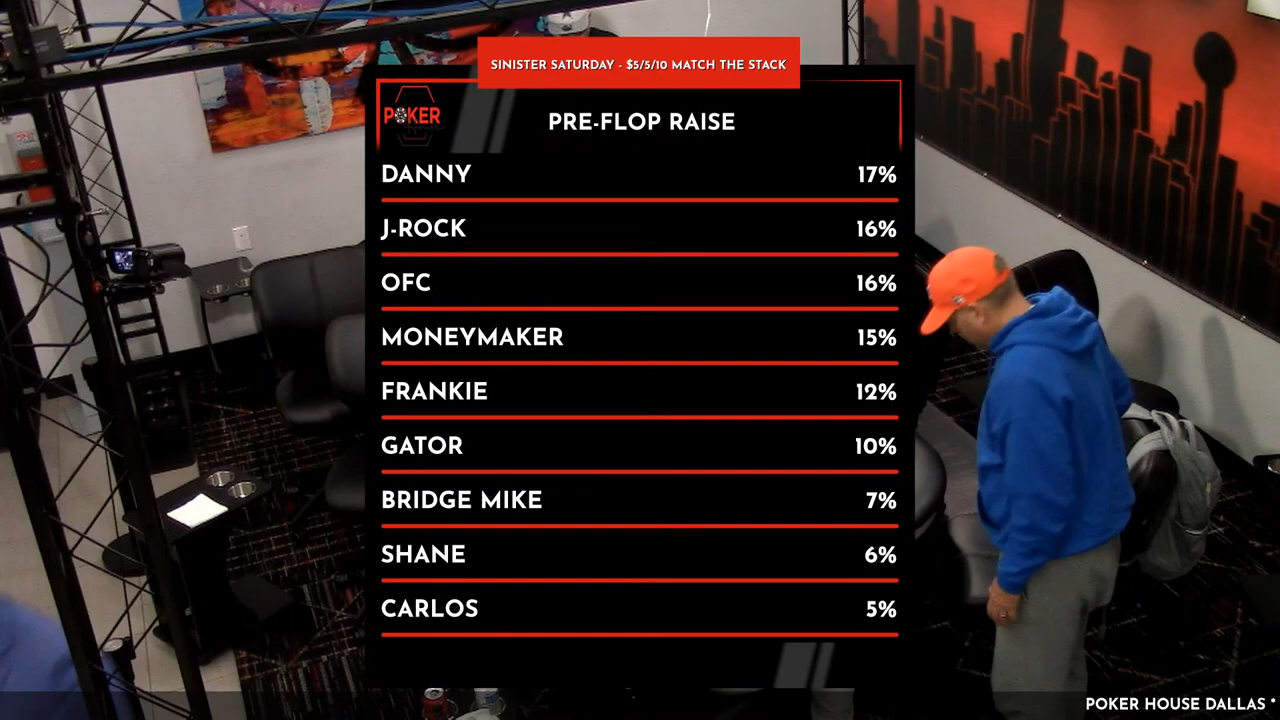 SINISTER SATURDAY - $5/5/10 MATCH THE STACK
POKER
PRE-FLOP RAISE
DANNY 17%
J-ROCK 16%
OFC 16%
MONEYMAKER 15%
FRANKIE 12%
GATOR 10%
BRIDGE MIKE 7%
SHANE 6%
CARLOS 5%
POKER HOUSE DALLAS *